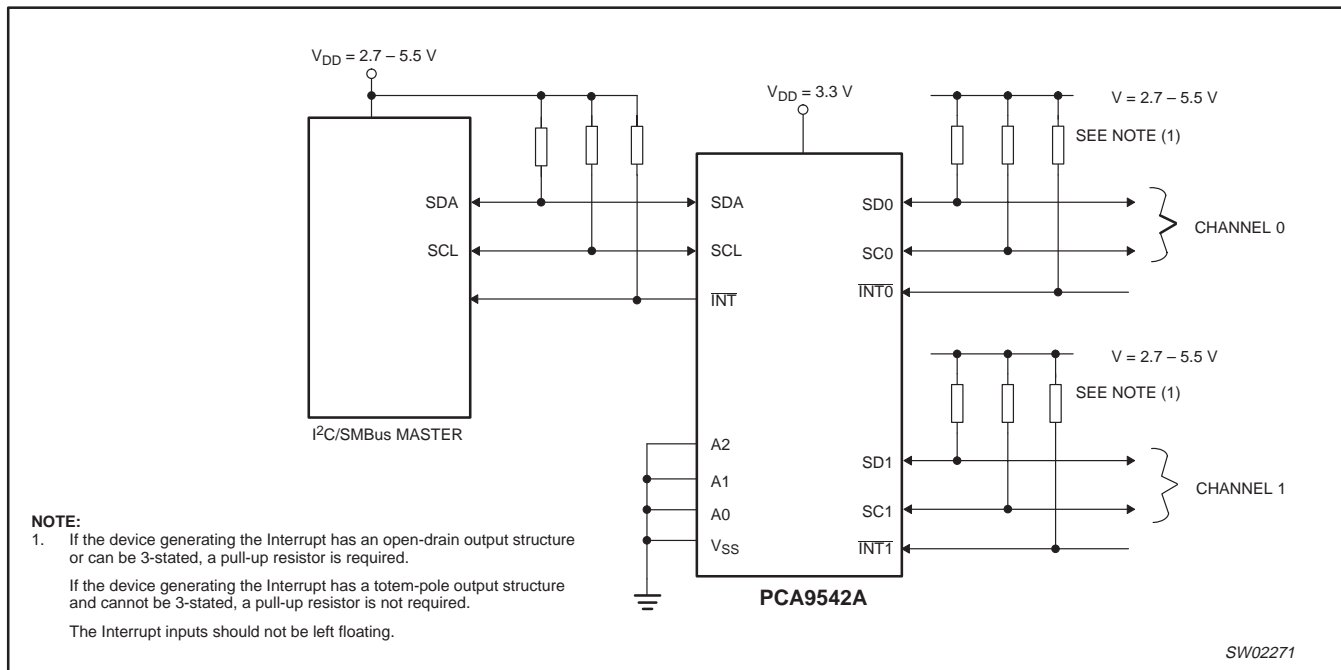 V_DD = 2.7 – 5.5 V
V_DD = 3.3 V
V = 2.7 – 5.5 V
SEE NOTE (1)
SDA
SCL
SDA
SCL
INT
SD0
SC0
INT0
CHANNEL 0
V = 2.7 – 5.5 V
SEE NOTE (1)
I²C/SMBus MASTER
A2
A1
A0
V_SS
SD1
SC1
INT1
CHANNEL 1
PCA9542A
NOTE:
1. If the device generating the Interrupt has an open-drain output structure
or can be 3-stated, a pull-up resistor is required.
If the device generating the Interrupt has a totem-pole output structure
and cannot be 3-stated, a pull-up resistor is not required.
The Interrupt inputs should not be left floating.
SW02271